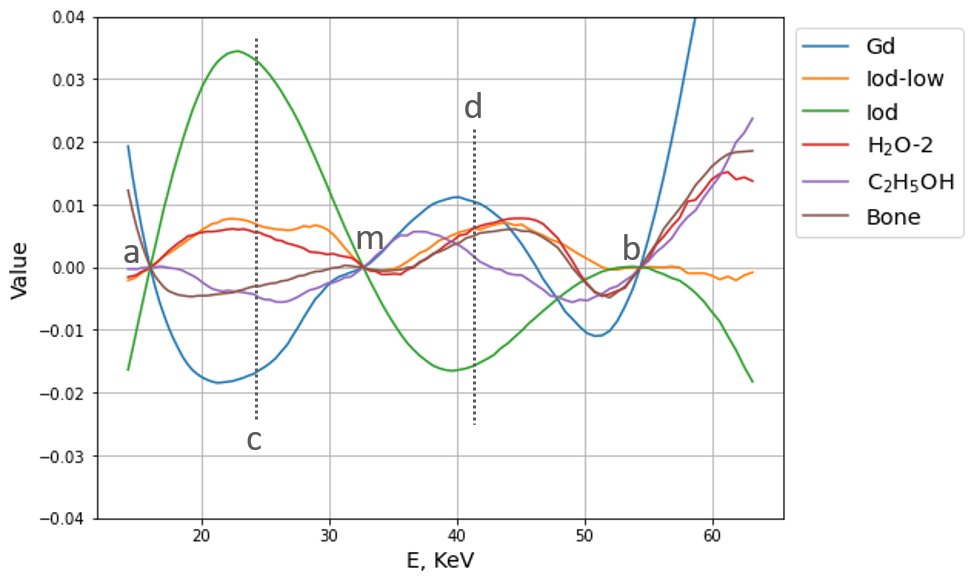 0.04
0.03
0.02
0.01
0.00
−0.01
−0.02
−0.03
−0.04
Value
20
30
40
50
60
E, KeV
a
m
b
c
d
Gd
Iod-low
Iod
H₂O-2
C₂H₅OH
Bone